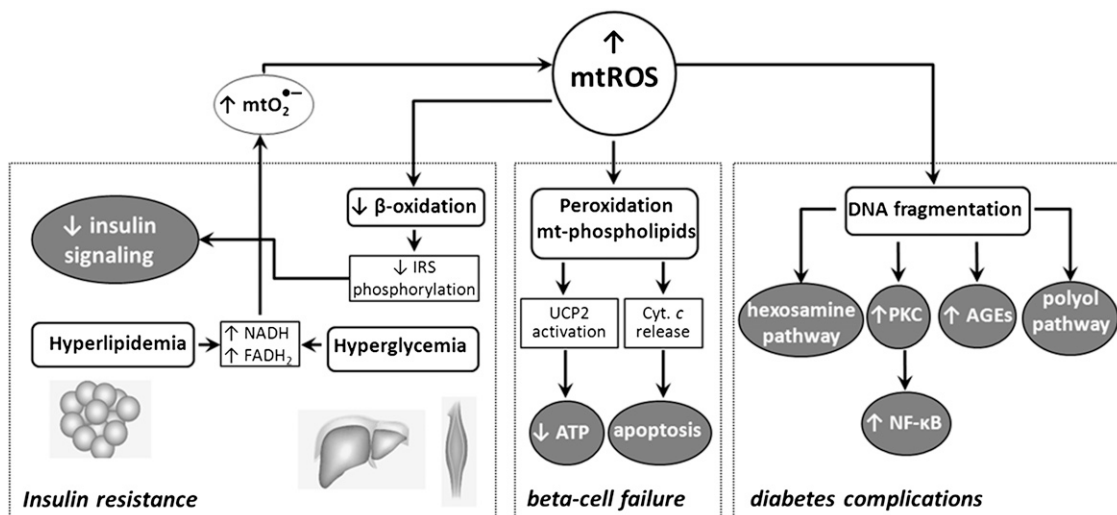 ↑
mtROS
↑ mtO₂•−
↓ β-oxidation
↓ insulin
signaling
↓ IRS
phosphorylation
Hyperlipidemia
↑ NADH
↑ FADH₂
Hyperglycemia
Insulin resistance
Peroxidation
mt-phospholipids
UCP2
activation
Cyt. c
release
↓ ATP
apoptosis
beta-cell failure
DNA fragmentation
hexosamine
pathway
↑PKC
↑ AGEs
polyol
pathway
↑ NF-κB
diabetes complications